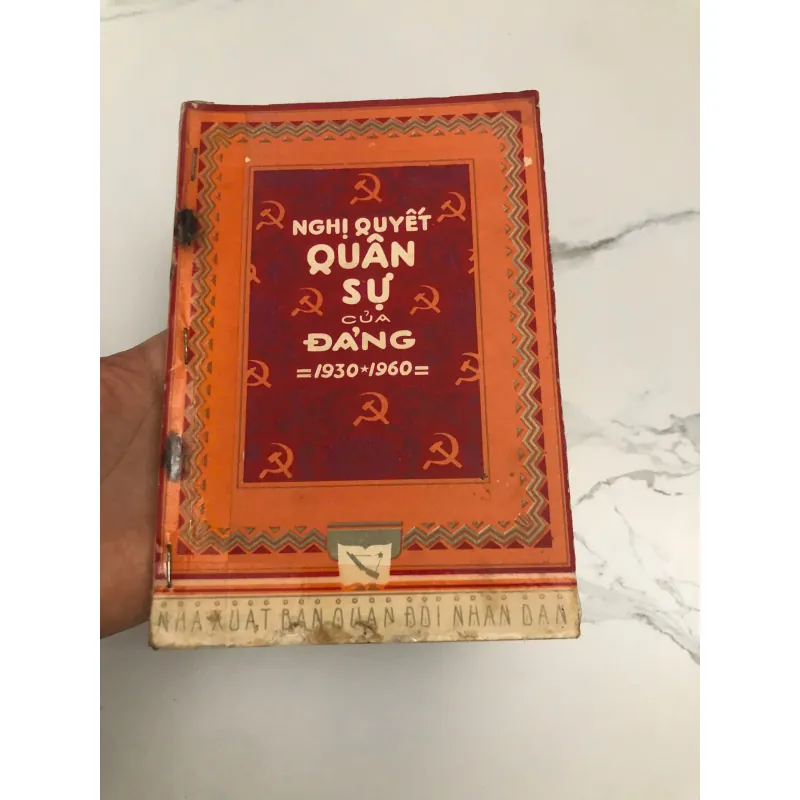 NGHỊ QUYẾT
QUÂN
SỰ
CỦA
ĐẢNG
=1930*1960=
NHÀ XUẤT BẢN QUÂN ĐỘI NHÂN DÂN